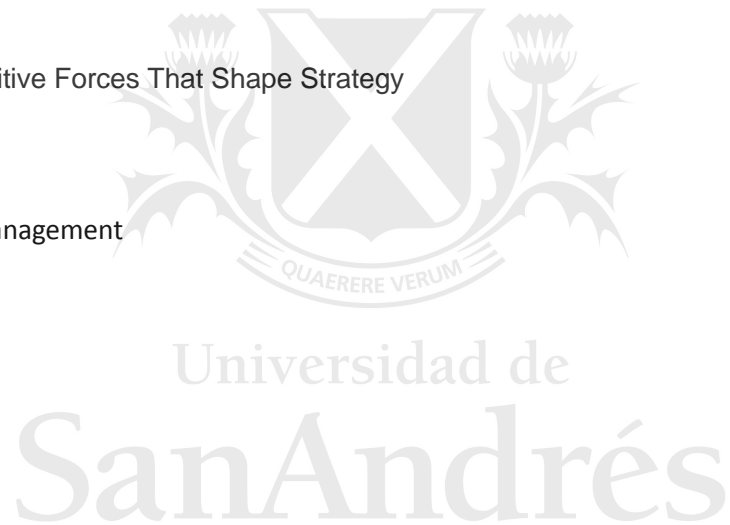 itive Forces That Shape Strategy
nagement
QUAERERE VERUM
Universidad de
SanAndrés